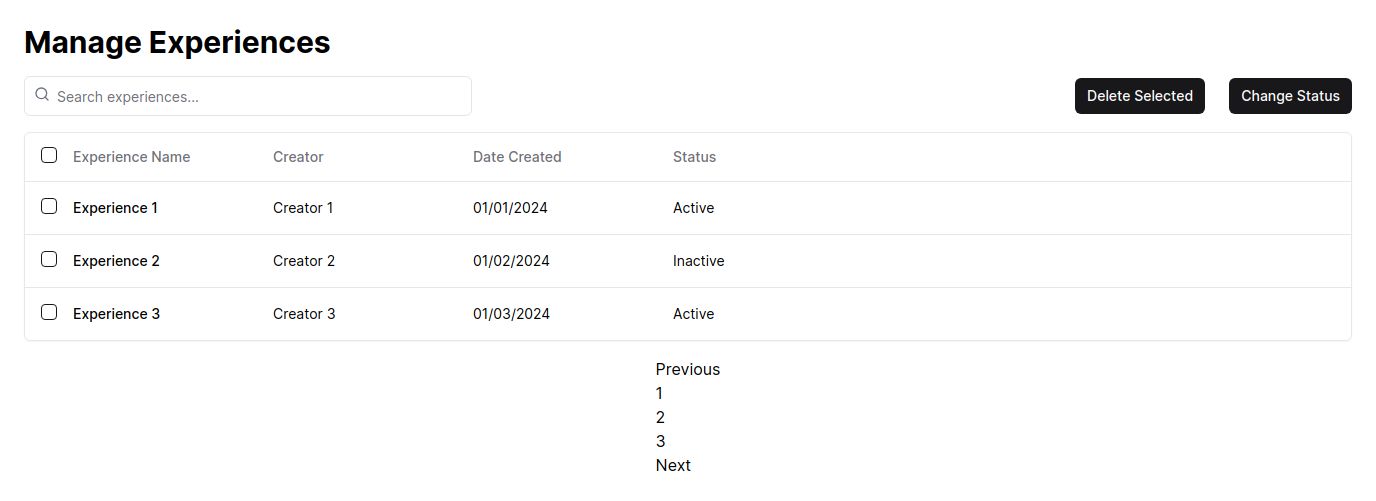 Manage Experiences
Search experiences...
Delete Selected
Change Status
Experience Name Creator Date Created Status
Experience 1 Creator 1 01/01/2024 Active
Experience 2 Creator 2 01/02/2024 Inactive
Experience 3 Creator 3 01/03/2024 Active
Previous
1
2
3
Next